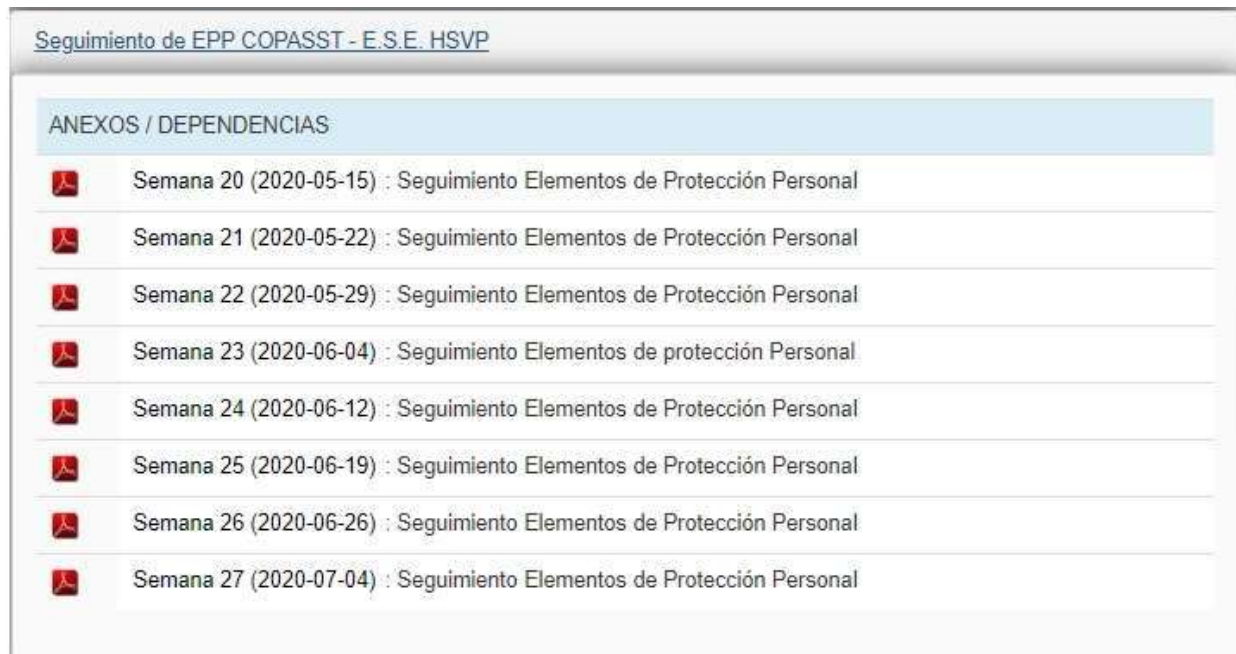 Seguimiento de EPP COPASST - E.S.E. HSVP
ANEXOS / DEPENDENCIAS
Semana 20 (2020-05-15) : Seguimiento Elementos de Protección Personal
Semana 21 (2020-05-22) : Seguimiento Elementos de Protección Personal
Semana 22 (2020-05-29) : Seguimiento Elementos de Protección Personal
Semana 23 (2020-06-04) : Seguimiento Elementos de protección Personal
Semana 24 (2020-06-12) : Seguimiento Elementos de Protección Personal
Semana 25 (2020-06-19) : Seguimiento Elementos de Protección Personal
Semana 26 (2020-06-26) : Seguimiento Elementos de Protección Personal
Semana 27 (2020-07-04) : Seguimiento Elementos de Protección Personal